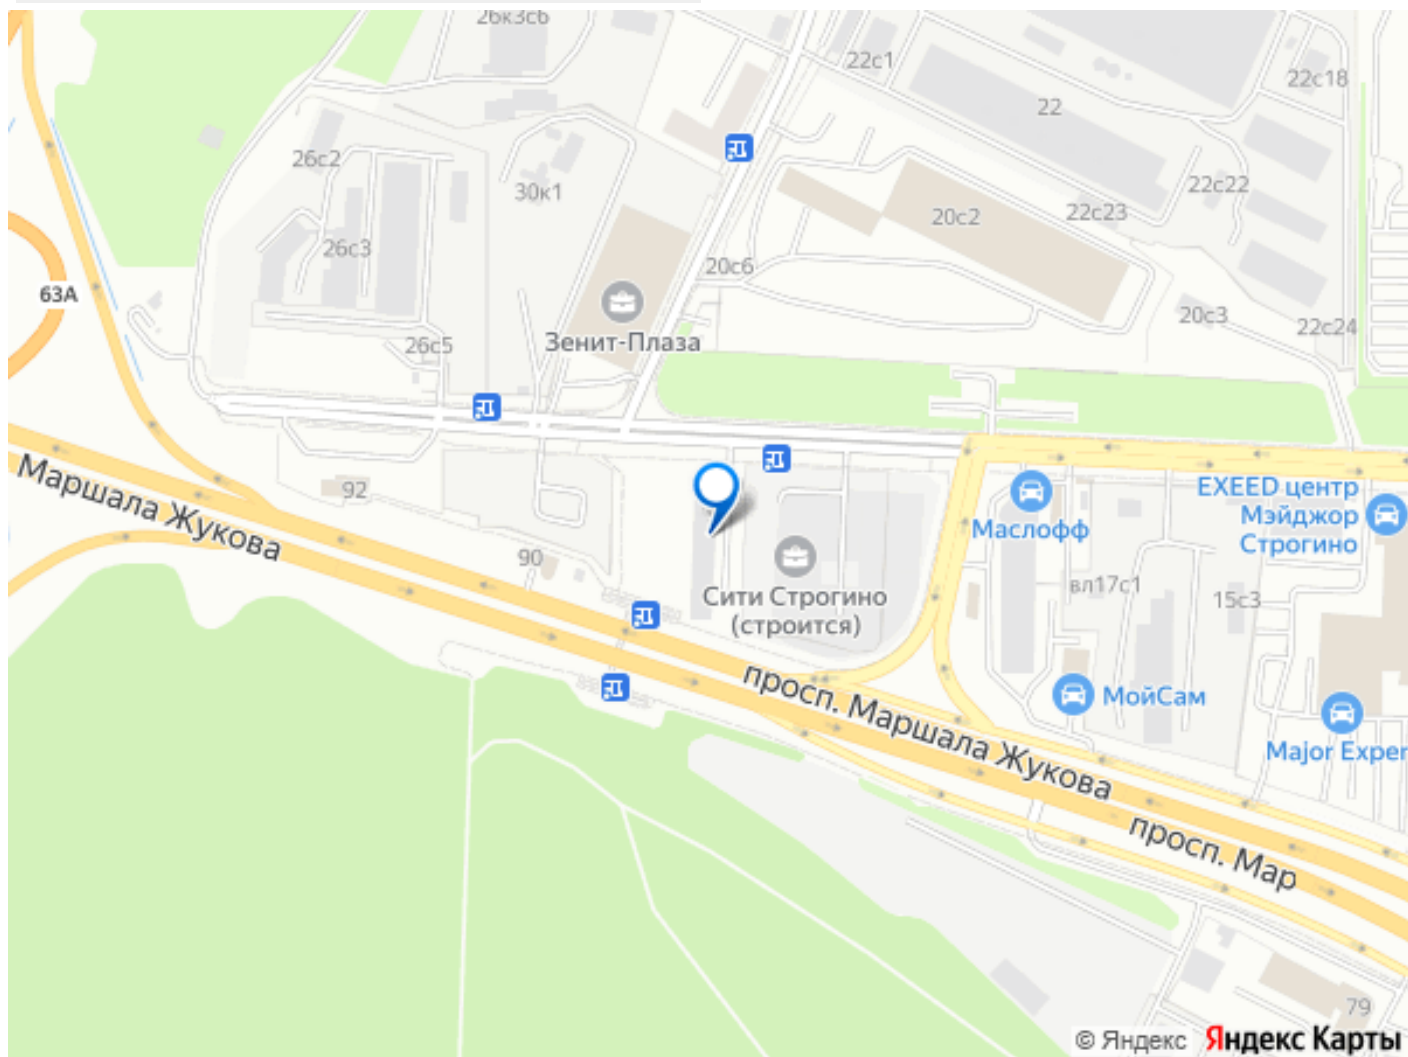 26к3с6
22с1
22с18
22
26с2
30к1
22с22
20с2
22с23
26с3
20с6
63А
20с3
22с24
Зенит-Плаза
26с5
Маршала Жукова
92
EXEED центр
Мэйджор
Строгино
Маслофф
90
Сити Строгино
(строится)
вл17с1
15с3
просп. Маршала Жукова
МойСам
Major Exper
просп. Мар
79
© Яндекс Яндекс Карты